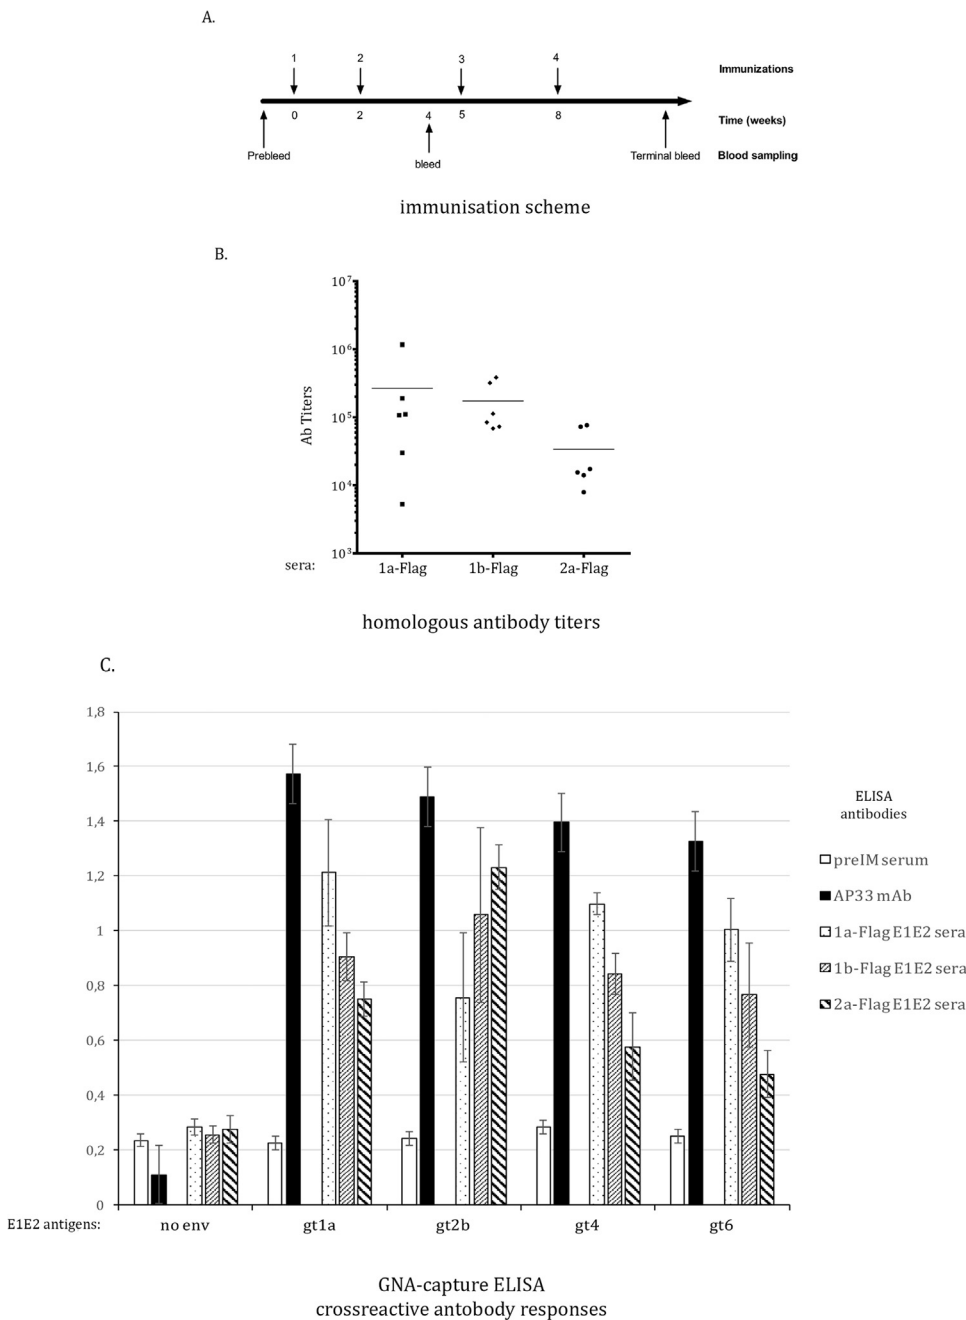 A.
1 2 3 4 Immunizations
0 2 4 5 8 Time (weeks)
Prebleed bleed Terminal bleed Blood sampling
immunisation scheme
B.
10⁷
10⁶
10⁵
10⁴
10³
Ab Titers
sera: 1a-Flag 1b-Flag 2a-Flag
homologous antibody titers
C.
1,8
1,6
1,4
1,2
1
0,8
0,6
0,4
0,2
0
ELISA
antibodies
preIM serum
AP33 mAb
1a-Flag E1E2 sera
1b-Flag E1E2 sera
2a-Flag E1E2 sera
E1E2 antigens: no env gt1a gt2b gt4 gt6
GNA-capture ELISA
crossreactive antobody responses